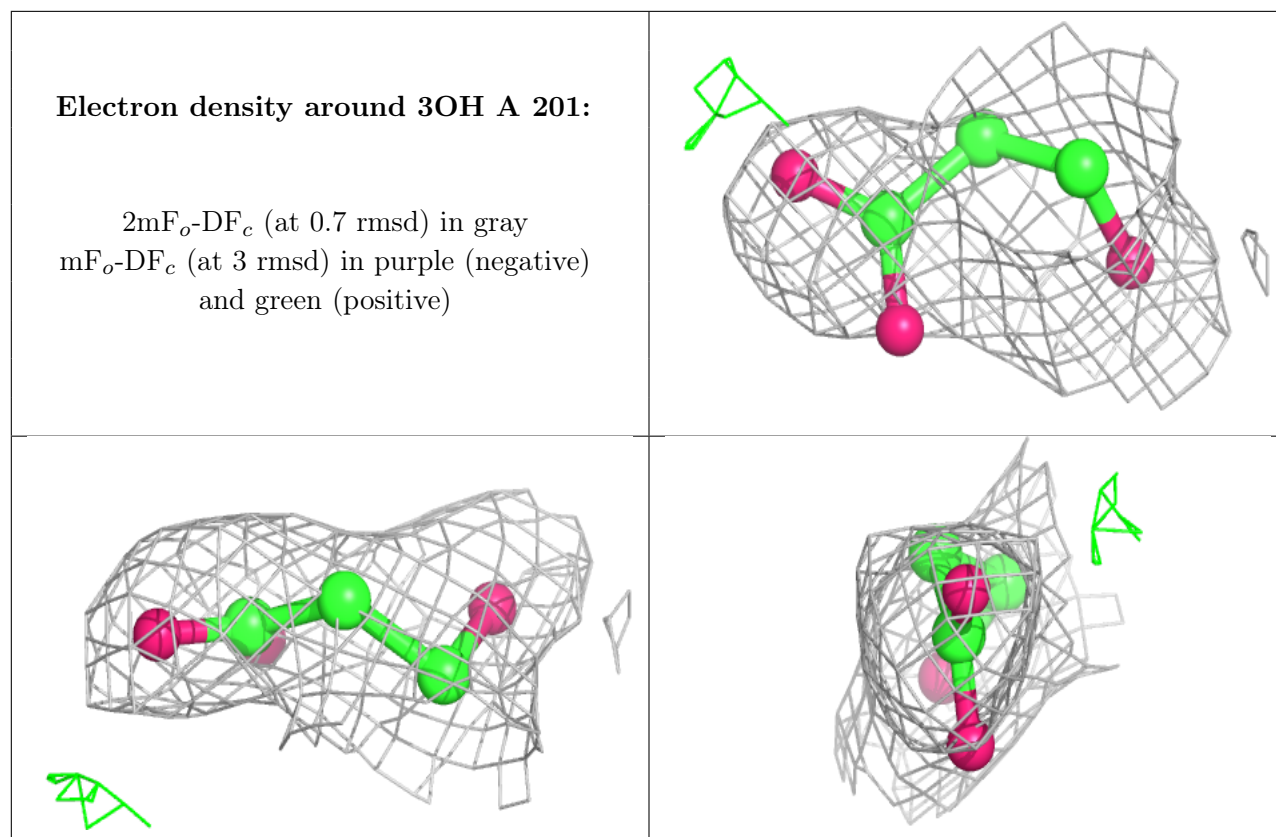 Electron density around 3OH A 201:
2mFo-DFc (at 0.7 rmsd) in gray
mFo-DFc (at 3 rmsd) in purple (negative)
and green (positive)